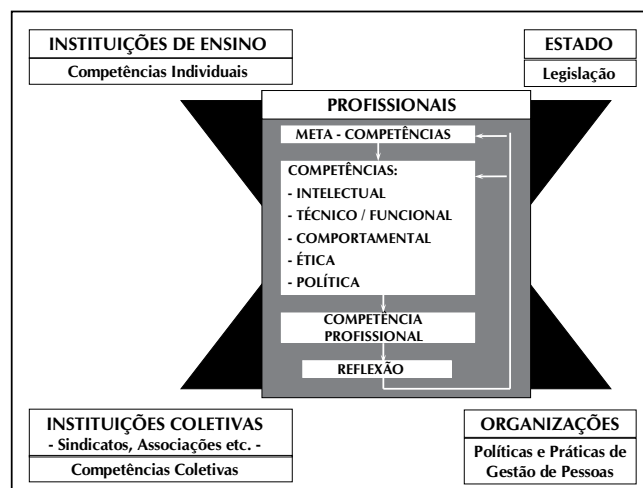 INSTITUIÇÕES DE ENSINO
Competências Individuais
ESTADO
Legislação
PROFISSIONAIS
META - COMPETÊNCIAS
COMPETÊNCIAS:
- INTELECTUAL
- TÉCNICO / FUNCIONAL
- COMPORTAMENTAL
- ÉTICA
- POLÍTICA
COMPETÊNCIA
PROFISSIONAL
REFLEXÃO
INSTITUIÇÕES COLETIVAS
- Sindicatos, Associações etc. -
Competências Coletivas
ORGANIZAÇÕES
Políticas e Práticas de
Gestão de Pessoas